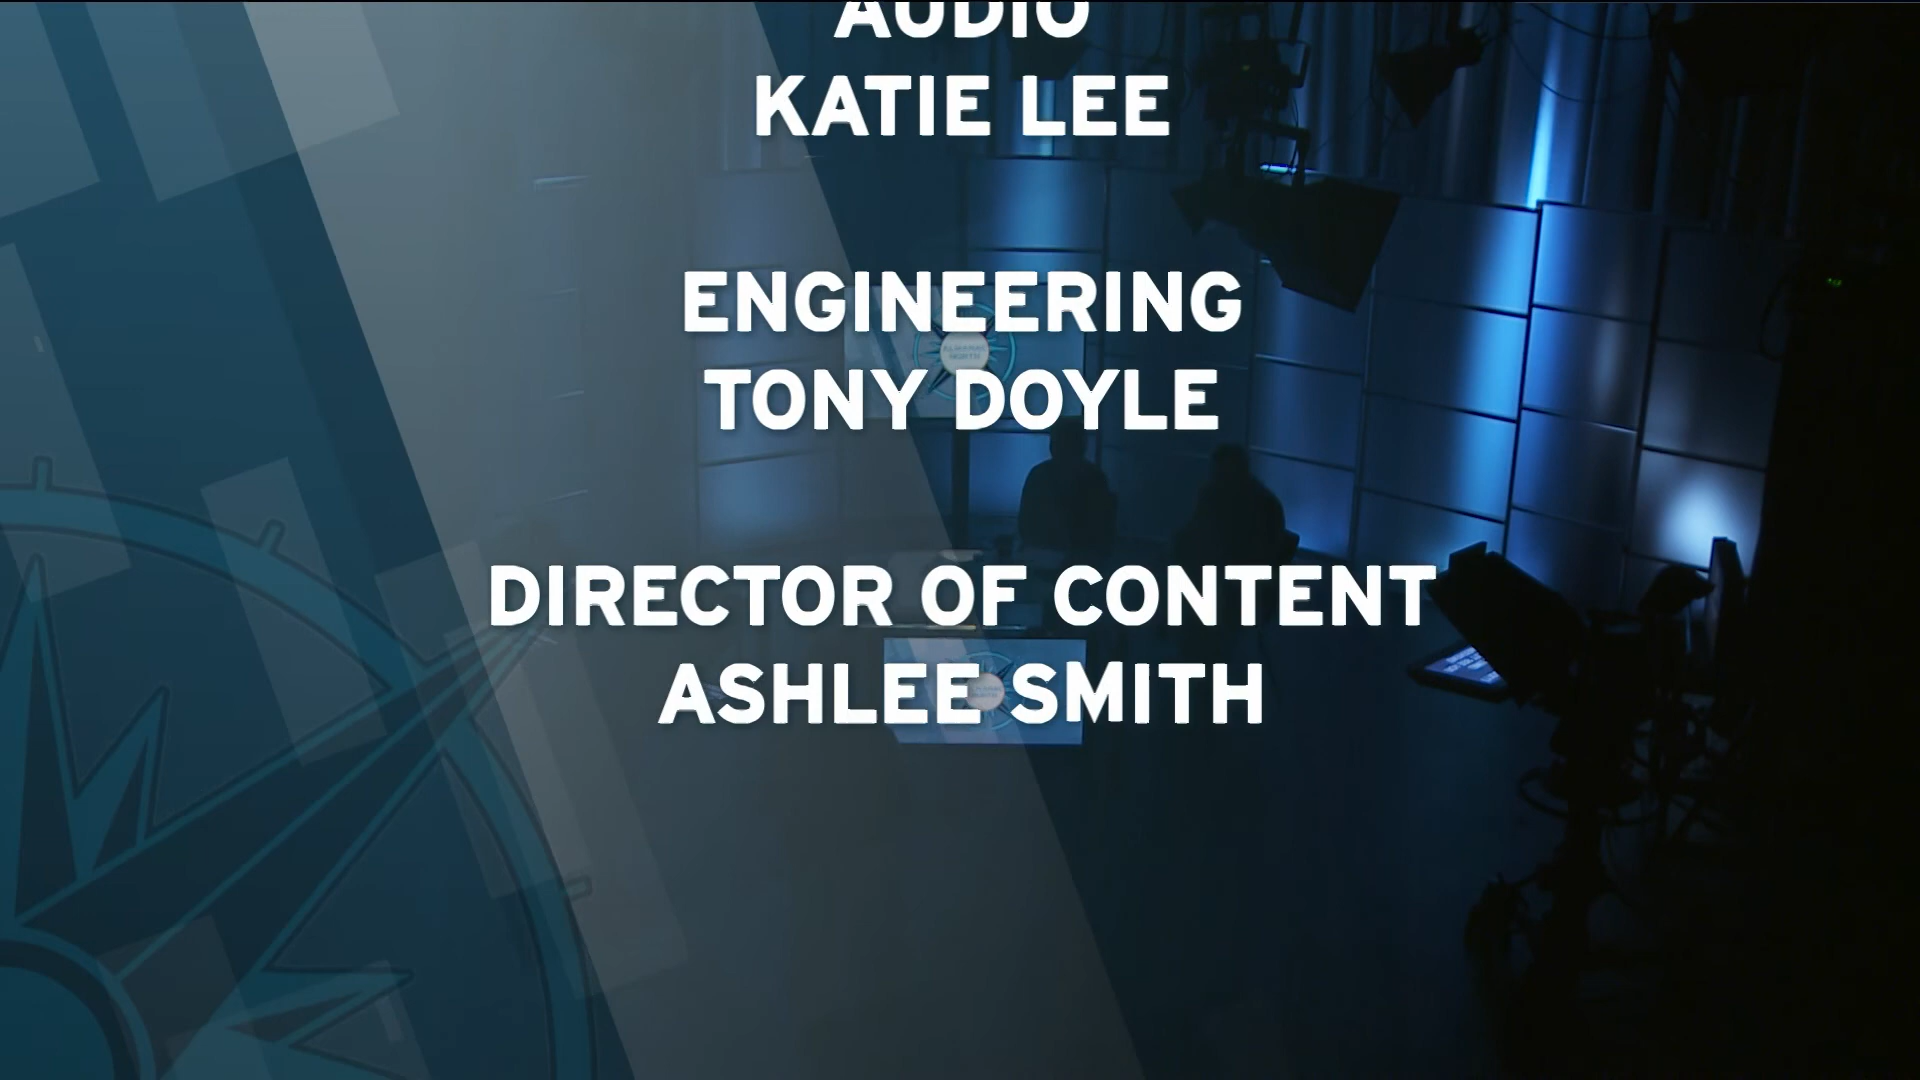 AUDIO
KATIE LEE
ENGINEERING
TONY DOYLE
DIRECTOR OF CONTENT
ASHLEE SMITH